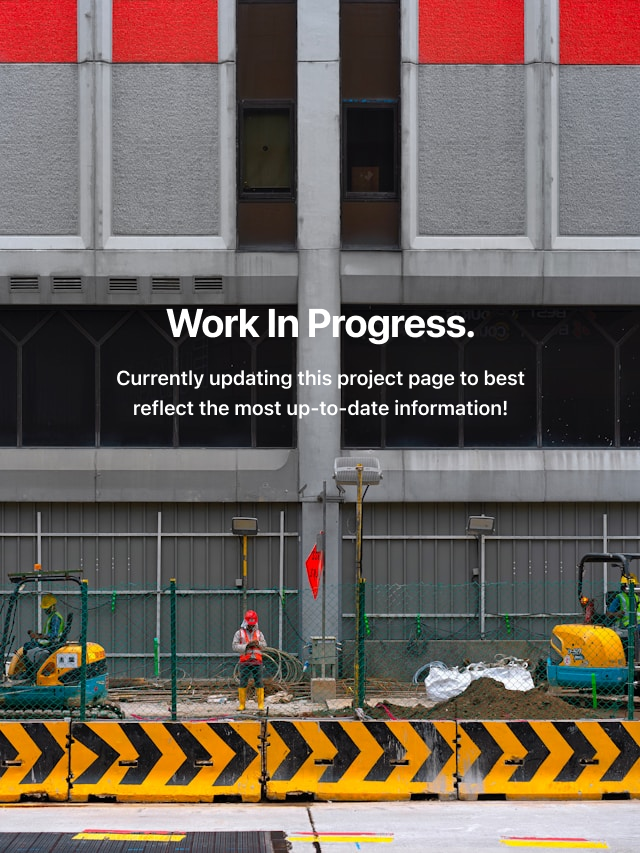 Work In Progress.
Currently updating this project page to best
reflect the most up-to-date information!